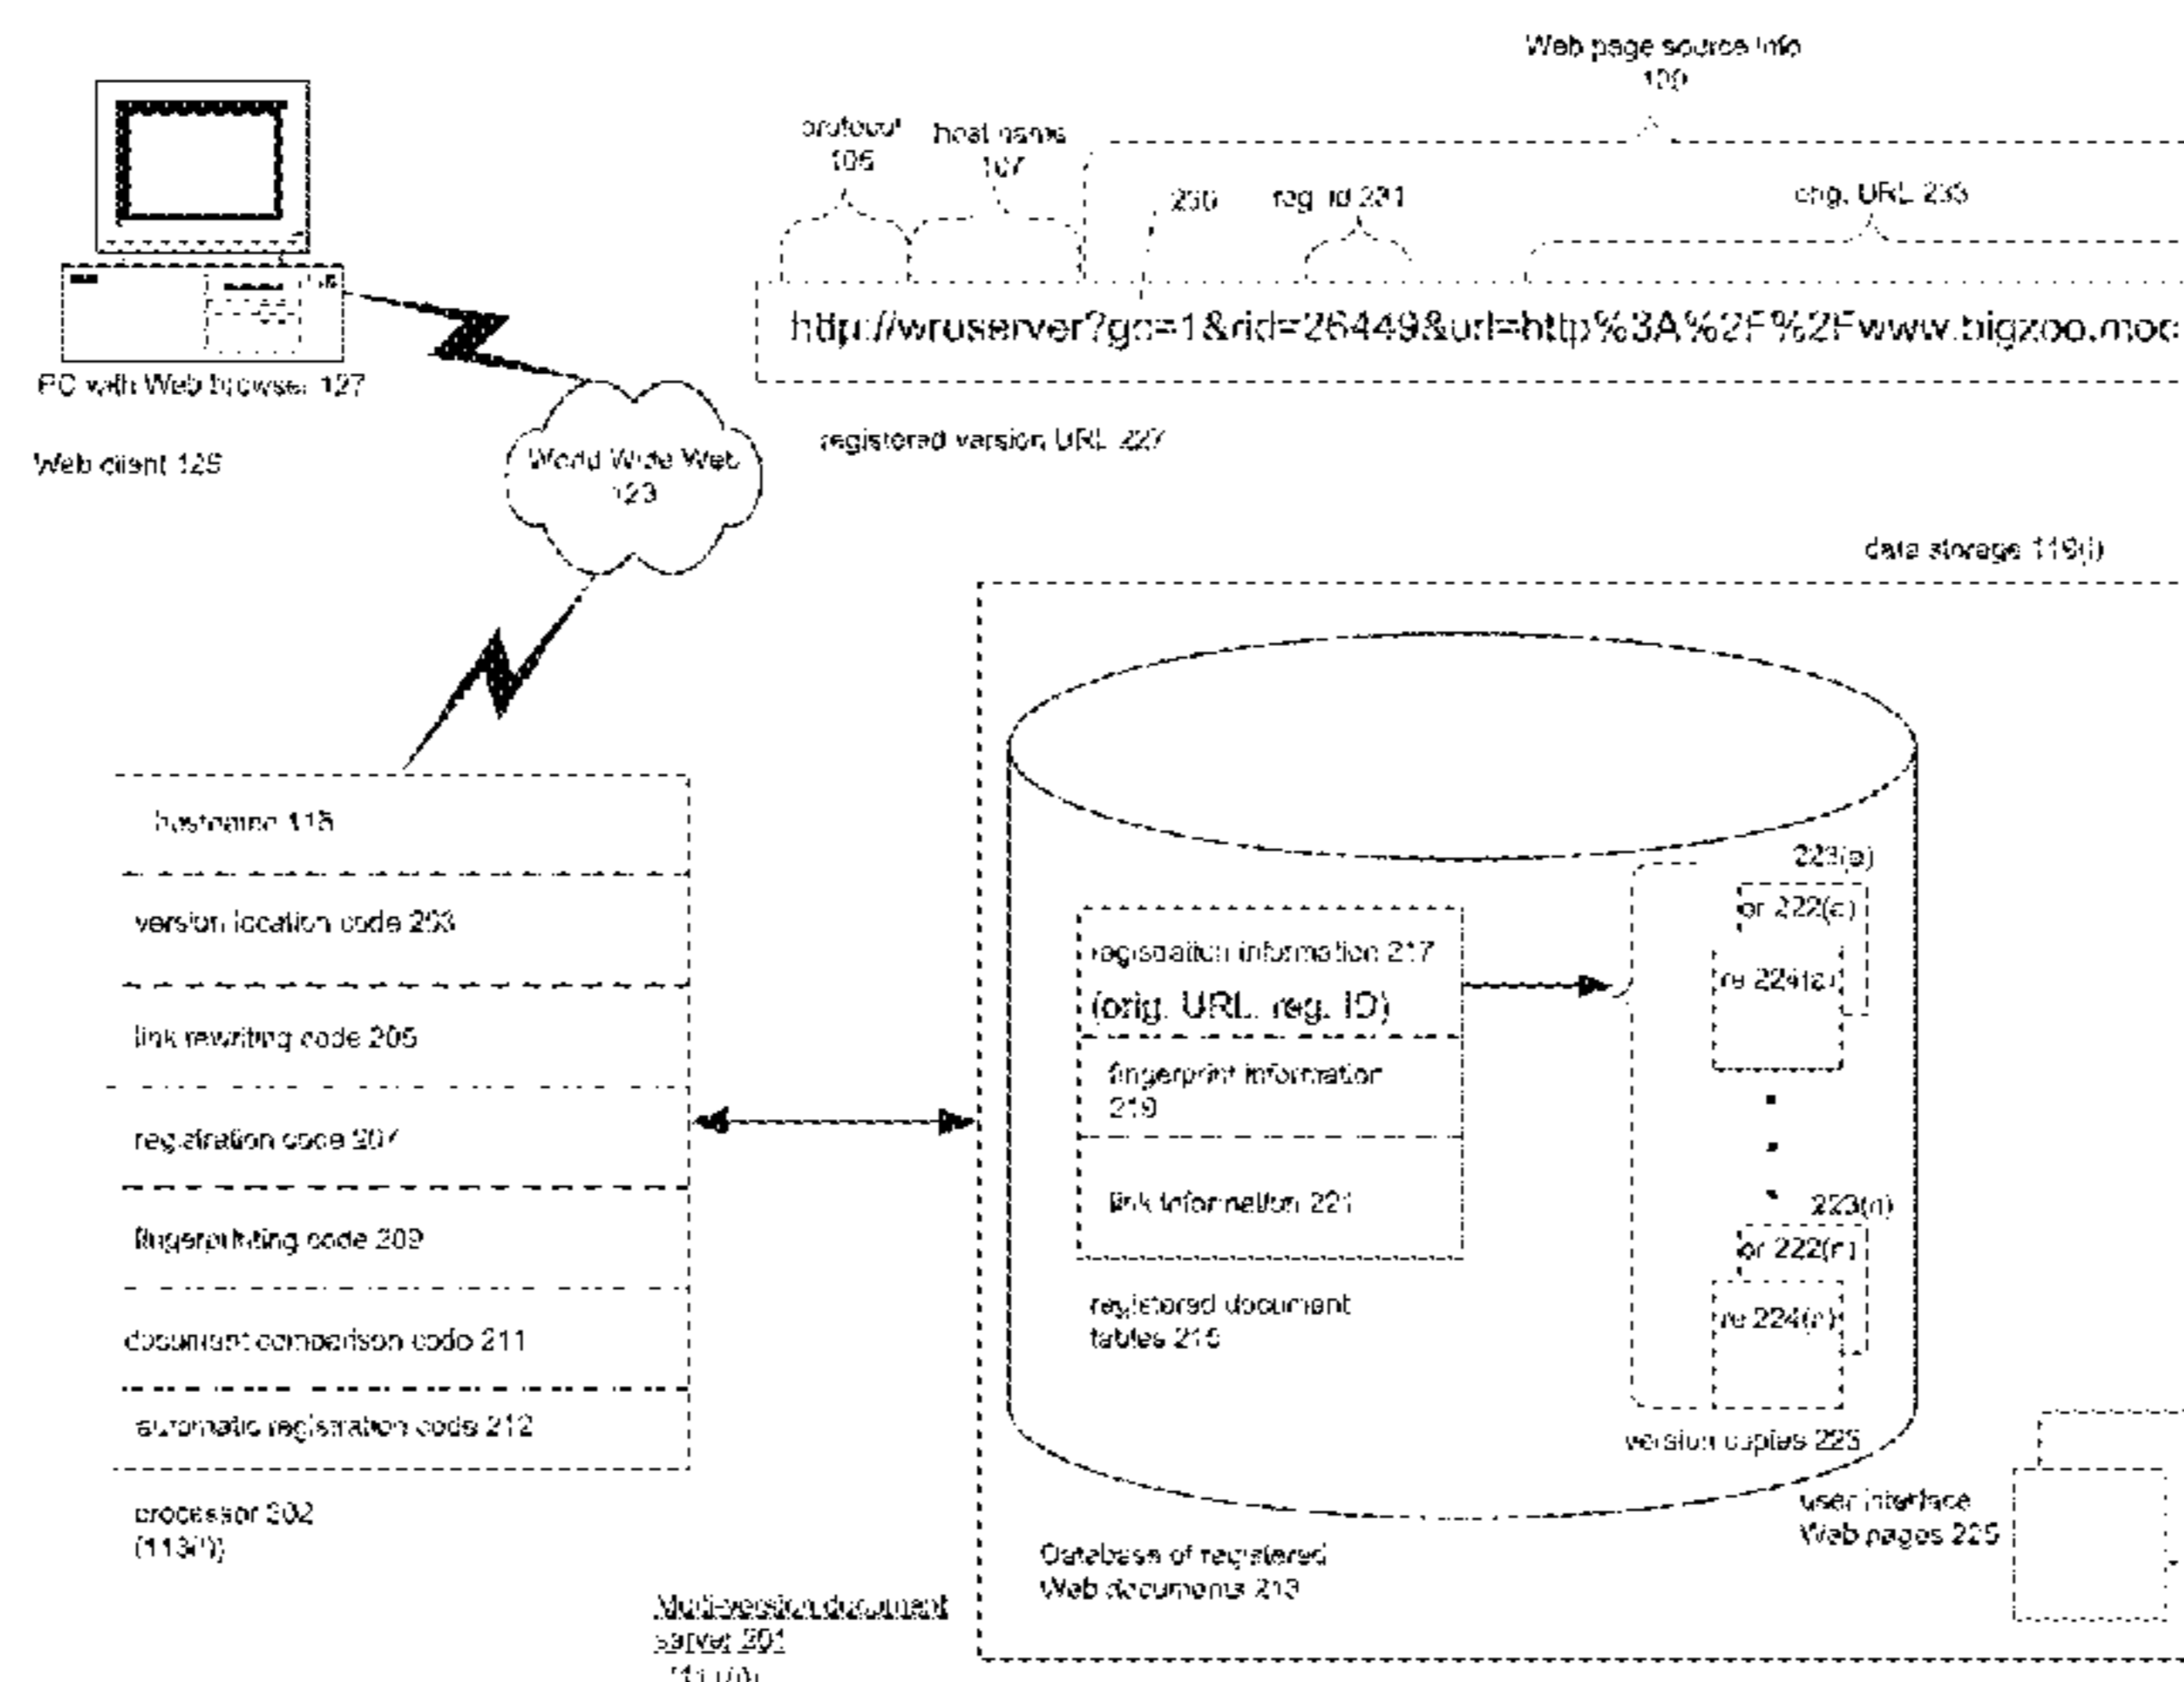 Web page source info
109
protocol
105
host name
107
reg. id 231
orig. URL 233
http://wruserver?go=1&rid=26449&url=http%3A%2F%2Fwww.bigzoo.moc
PC with Web browser 127
registered version URL 227
Web client 125
World Wide Web
123
data storage 119(i)
hostname 115
version location code 203
link rewriting code 205
registration code 207
fingerprinting code 209
document comparison code 211
automatic registration code 212
processor 202
(113(i))
223(a)
or 222(a)
re 224(a)
registration information 217
(orig. URL, reg. ID)
fingerprint information
219
link information 221
registered document
tables 215
223(n)
or 222(n)
re 224(n)
version copies 223
user interface
Web pages 225
Database of registered
Web documents 213
Multi-version document
server 201